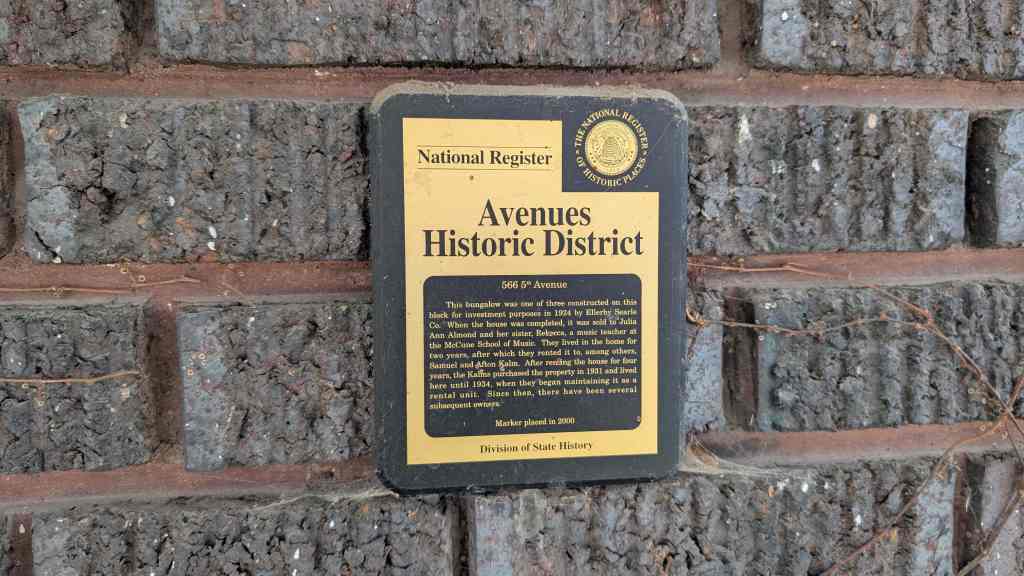 National Register
THE NATIONAL REGISTER
OF HISTORIC PLACES
Avenues
Historic District
566 5th Avenue
This bungalow was one of three constructed on this
block for investment purposes in 1924 by Ellerby Searle
Co. When the house was completed, it was sold to Julia
Ann Almond and her sister, Rebecca, a music teacher at
the McCune School of Music. They lived in the home for
two years, after which they rented it to, among others,
Samuel and Afton Kalm. After renting the house for four
years, the Kalms purchased the property in 1931 and lived
here until 1934, when they began maintaining it as a
rental unit. Since then, there have been several
subsequent owners.
Marker placed in 2000
Division of State History